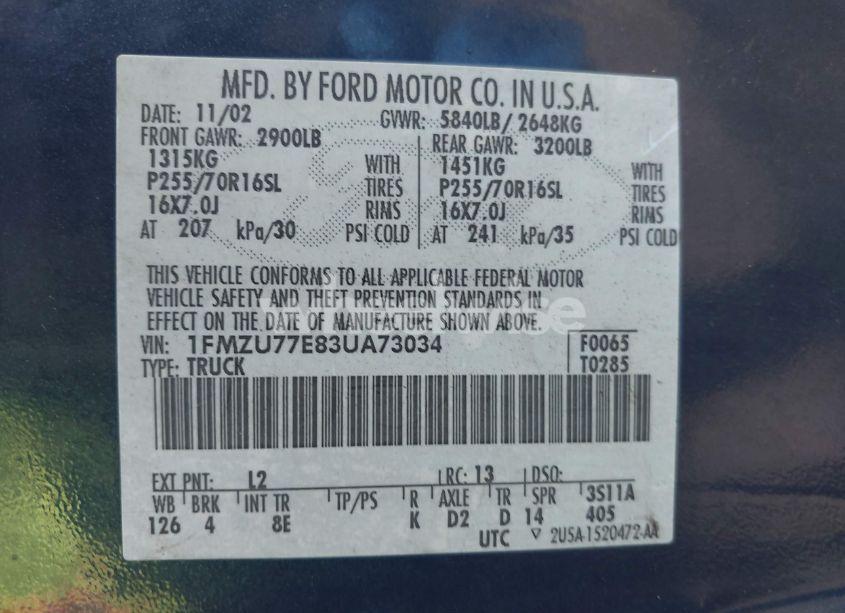 MFD. BY FORD MOTOR CO. IN U.S.A.
DATE: 11/02 GVWR: 5840LB/ 2648KG
FRONT GAWR: 2900LB REAR GAWR: 3200LB
1315KG WITH 1451KG WITH
P255/70R16SL TIRES P255/70R16SL TIRES
16X7.0J RIMS 16X7.0J RIMS
AT 207 kPa/30 PSI COLD AT 241 kPa/35 PSI COLD
THIS VEHICLE CONFORMS TO ALL APPLICABLE FEDERAL MOTOR
VEHICLE SAFETY AND THEFT PREVENTION STANDARDS IN
EFFECT ON THE DATE OF MANUFACTURE SHOWN ABOVE.
VIN: 1FMZU77E83UA73034 F0065
TYPE: TRUCK T0285
EXT PNT: L2 RC: 13 DSO:
WB BRK INT TR TP/PS R AXLE TR SPR 3S11A
126 4 8E K D2 D 14 405
UTC ▽ 2U5A-1520472-AA